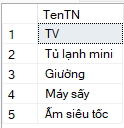 TenTN
1 TV
2 Tủ lạnh mini
3 Giường
4 Máy sấy
5 Ấm siêu tốc